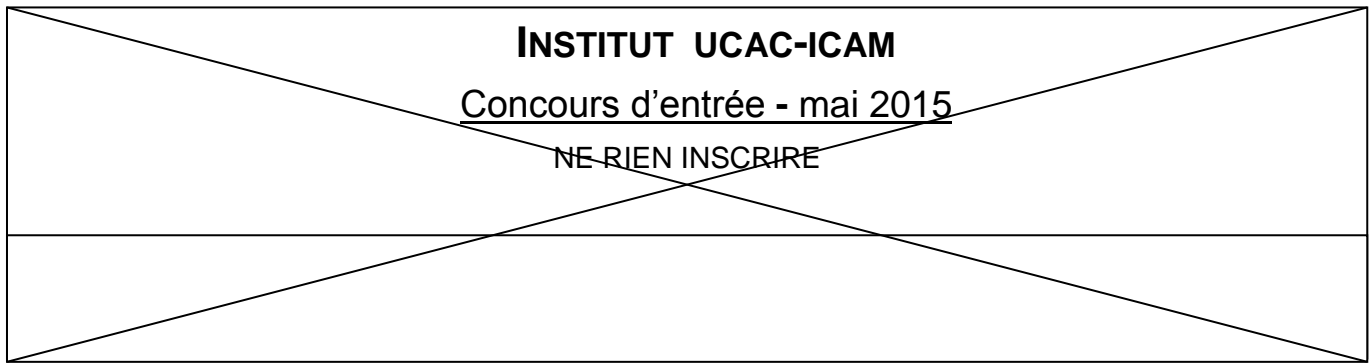 INSTITUT UCAC-ICAM
Concours d'entrée - mai 2015
NE RIEN INSCRIRE